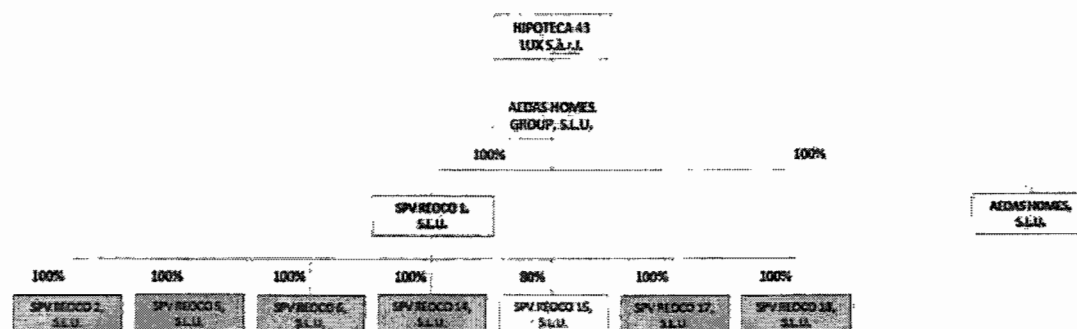 HIPOTECA 43
LUX S.à.r.l.
AEDAS HOMES
GROUP, S.L.U.
100%
100%
SPV REOCO 1,
S.L.U.
AEDAS HOMES,
S.L.U.
100%
100%
100%
100%
80%
100%
100%
SPV REOCO 2,
S.L.U.
SPV REOCO 5,
S.L.U.
SPV REOCO 6,
S.L.U.
SPV REOCO 14,
S.L.U.
SPV REOCO 15,
S.L.U.
SPV REOCO 17,
S.L.U.
SPV REOCO 18,
S.L.U.